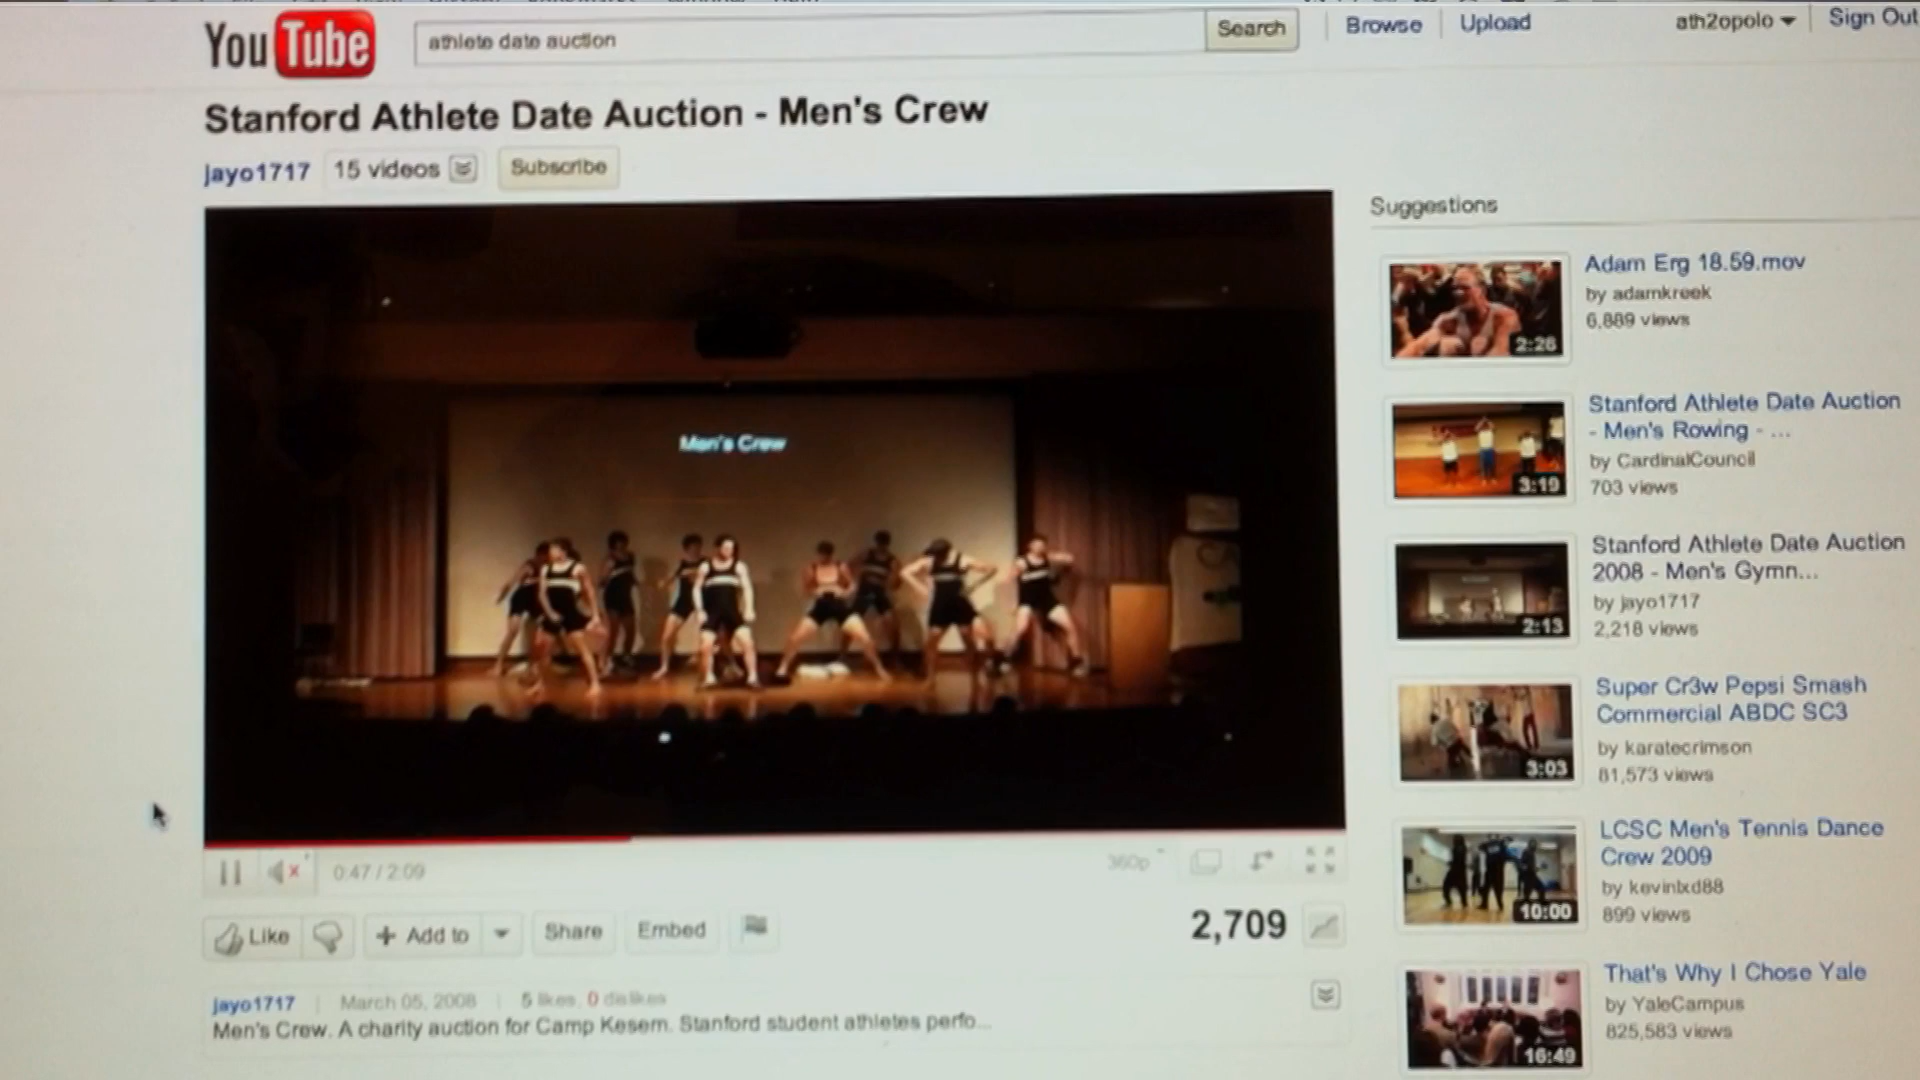 YouTube
athlete date auction
Search
Browse
Upload
ath2opolo
Sign Out
Stanford Athlete Date Auction - Men's Crew
jayo1717
15 videos
Subscribe
Men's Crew
0:47 / 2:09
360p
Like
Add to
Share
Embed
2,709
jayo1717
March 05, 2008
5 likes, 0 dislikes
Men's Crew. A charity auction for Camp Kesem. Stanford student athletes perfo...
Suggestions
2:26
Adam Erg 18.59.mov
by adamkreek
6,889 views
3:19
Stanford Athlete Date Auction
- Men's Rowing - ...
by CardinalCouncil
703 views
2:13
Stanford Athlete Date Auction
2008 - Men's Gymn...
by jayo1717
2,218 views
3:03
Super Cr3w Pepsi Smash
Commercial ABDC SC3
by karatecrimson
81,573 views
10:00
LCSC Men's Tennis Dance
Crew 2009
by kevinlxd88
899 views
16:49
That's Why I Chose Yale
by YaleCampus
825,583 views